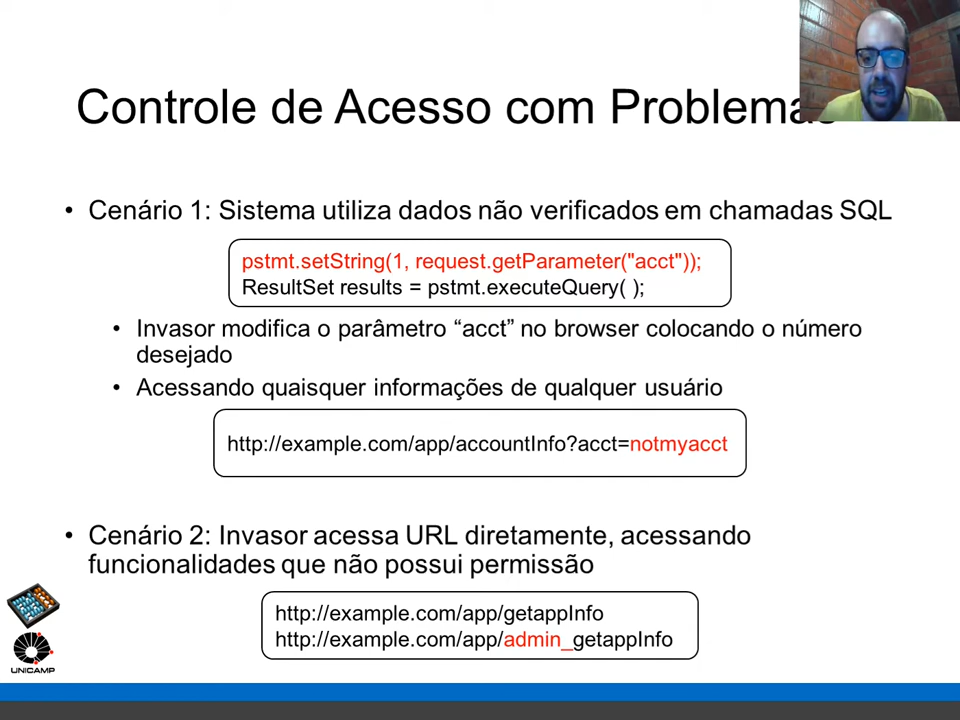 Controle de Acesso com Problemas
• Cenário 1: Sistema utiliza dados não verificados em chamadas SQL
pstmt.setString(1, request.getParameter("acct"));
ResultSet results = pstmt.executeQuery( );
• Invasor modifica o parâmetro “acct” no browser colocando o número
desejado
• Acessando quaisquer informações de qualquer usuário
http://example.com/app/accountInfo?acct=notmyacct
• Cenário 2: Invasor acessa URL diretamente, acessando
funcionalidades que não possui permissão
http://example.com/app/getappInfo
http://example.com/app/admin_getappInfo
UNICAMP